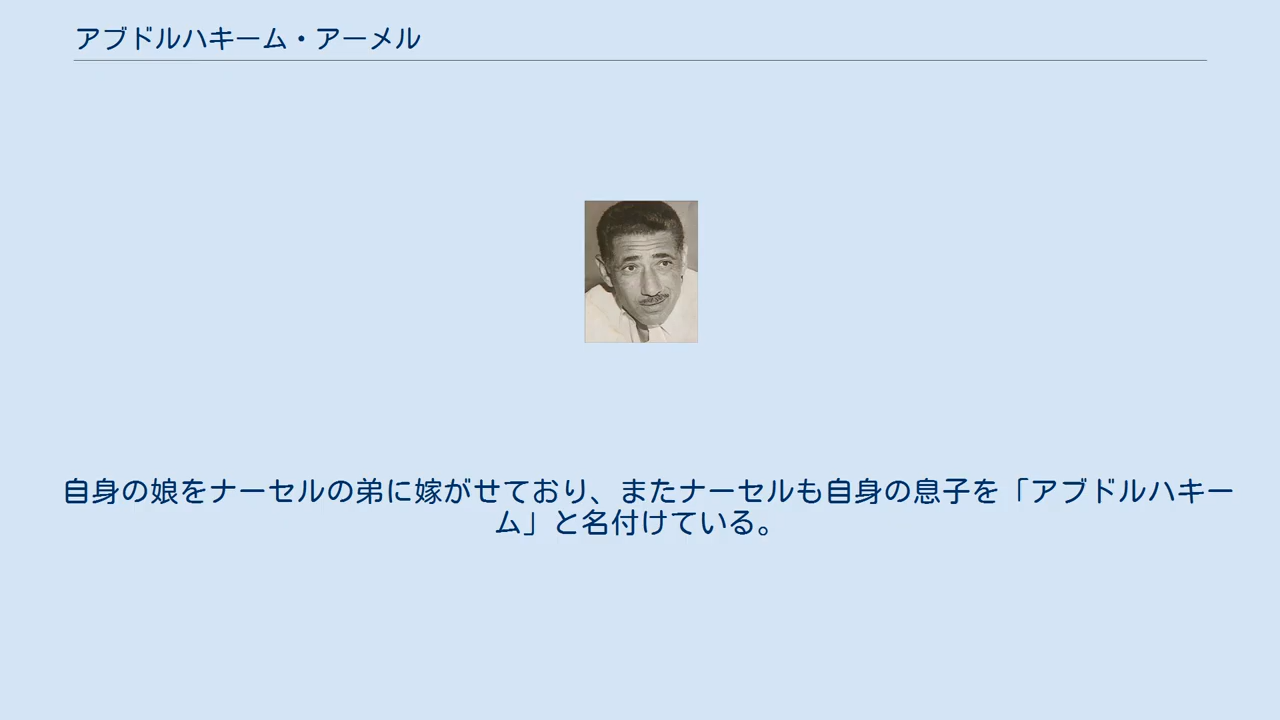 アブドルハキーム・アーメル
自身の娘をナーセルの弟に嫁がせており、またナーセルも自身の息子を「アブドルハキー
ム」と名付けている。